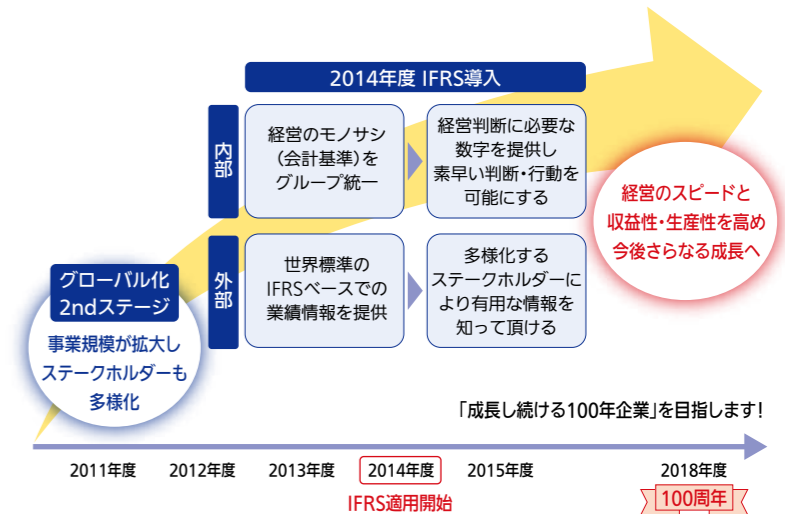 2014年度 IFRS導入
内部
経営のモノサシ
（会計基準）を
グループ統一
経営判断に必要な
数字を提供し
素早い判断・行動を
可能にする
外部
世界標準の
IFRSベースでの
業績情報を提供
多様化する
ステークホルダーに
より有用な情報を
知って頂ける
経営のスピードと
収益性・生産性を高め
今後さらなる成長へ
グローバル化
2ndステージ
事業規模が拡大し
ステークホルダーも
多様化
「成長し続ける100年企業」を目指します！
2011年度 2012年度 2013年度 2014年度 2015年度 2018年度
IFRS適用開始
100周年